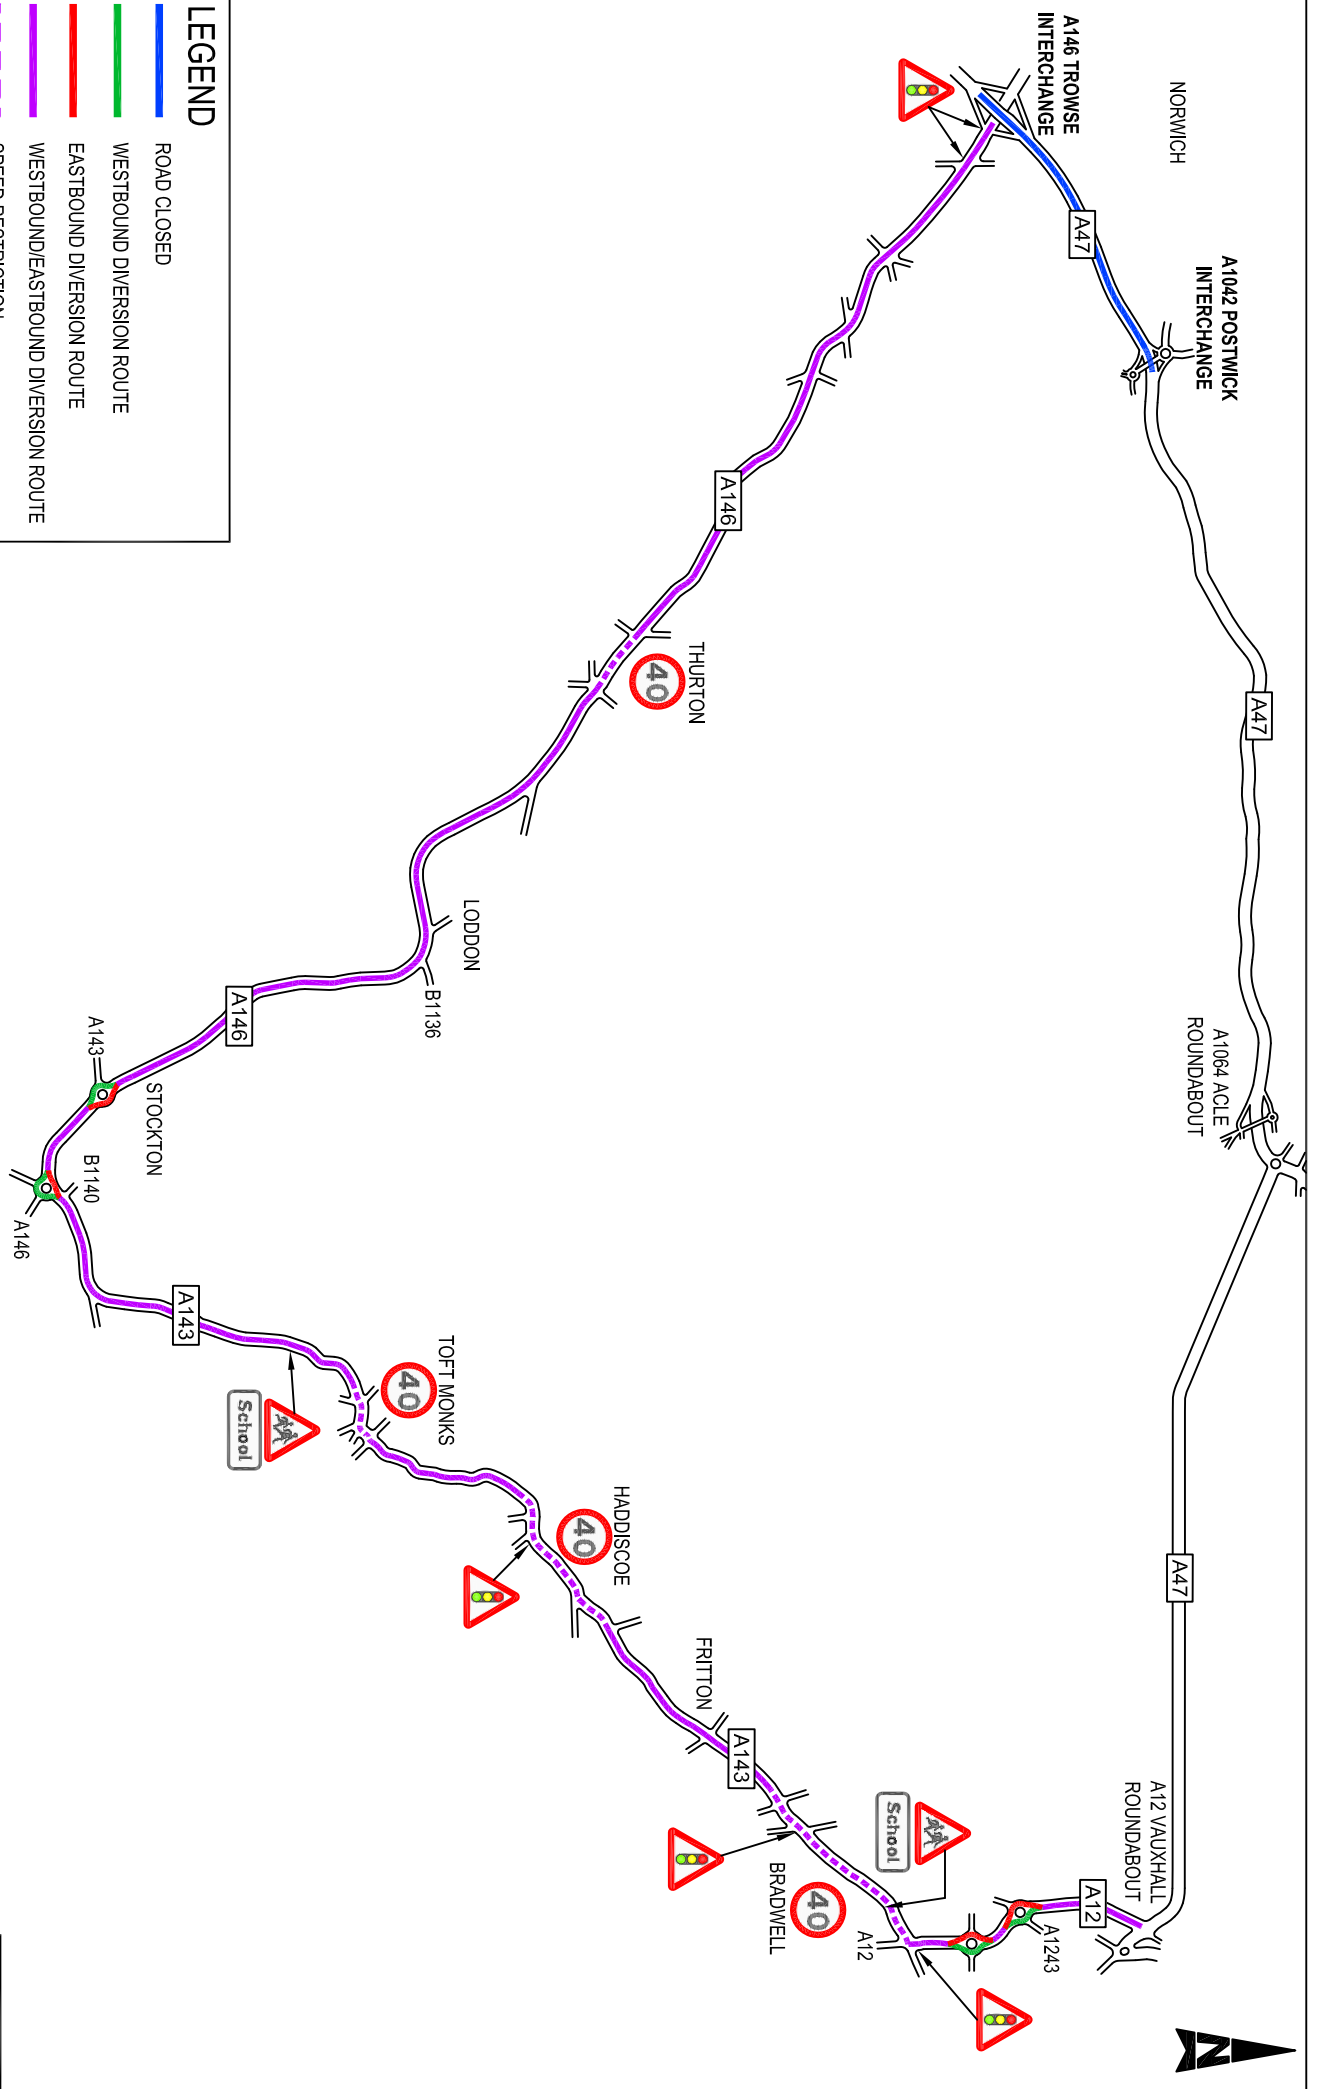 NORWICH
A146 TROWSE
INTERCHANGE
A47
A1042 POSTWICK
INTERCHANGE
A47
A1064 ACLE
ROUNDABOUT
A47
A12 VAUXHALL
ROUNDABOUT
A12
A1243
A12
School
BRADWELL
40
A143
FRITTON
HADDISCOE
40
TOFT MONKS
40
School
A143
B1140
A146
STOCKTON
A143
A146
B1136
LODDON
THURTON
40
A146
N
LEGEND
ROAD CLOSED
WESTBOUND DIVERSION ROUTE
EASTBOUND DIVERSION ROUTE
WESTBOUND/EASTBOUND DIVERSION ROUTE
SPEED RESTRICTION